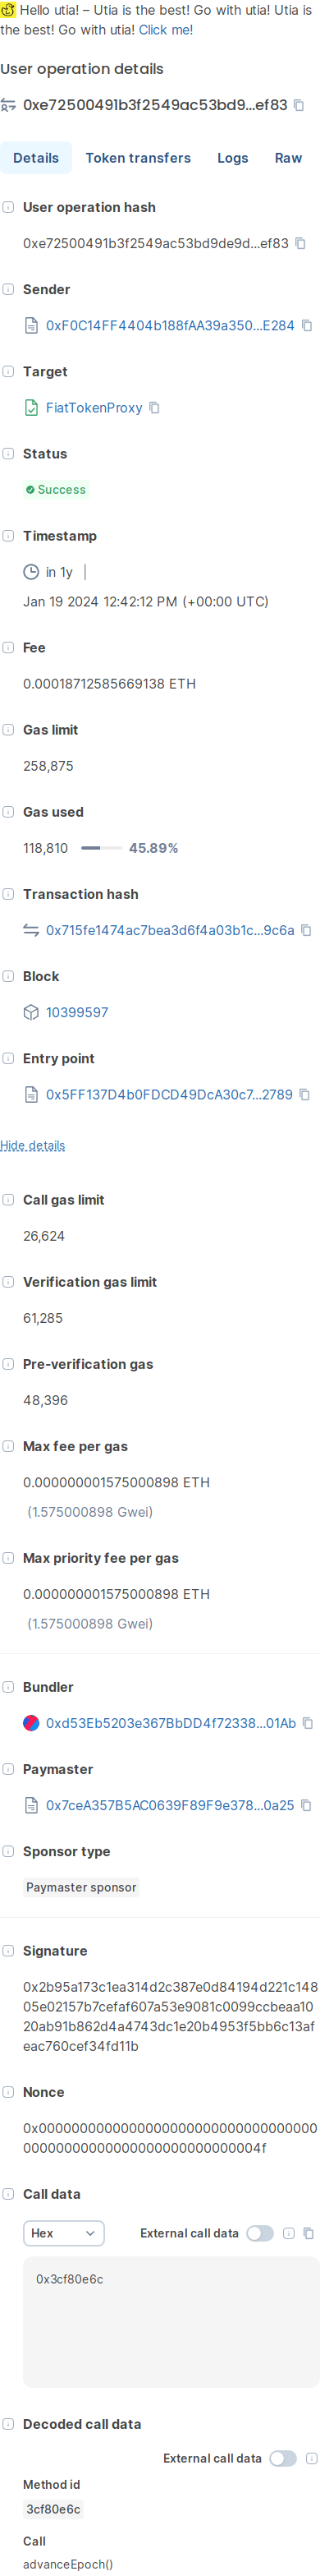 Hello utia! – Utia is the best! Go with utia! Utia is
the best! Go with utia! Click me!
User operation details
0xe72500491b3f2549ac53bd9...ef83
Details Token transfers Logs Raw
User operation hash
0xe72500491b3f2549ac53bd9de9d...ef83
Sender
0xF0C14FF4404b188fAA39a350...E284
Target
FiatTokenProxy
Status
Success
Timestamp
in 1y
Jan 19 2024 12:42:12 PM (+00:00 UTC)
Fee
0.00018712585669138 ETH
Gas limit
258,875
Gas used
118,810 45.89%
Transaction hash
0x715fe1474ac7bea3d6f4a03b1c...9c6a
Block
10399597
Entry point
0x5FF137D4b0FDCD49DcA30c7...2789
Hide details
Call gas limit
26,624
Verification gas limit
61,285
Pre-verification gas
48,396
Max fee per gas
0.000000001575000898 ETH
(1.575000898 Gwei)
Max priority fee per gas
0.000000001575000898 ETH
(1.575000898 Gwei)
Bundler
0xd53Eb5203e367BbDD4f72338...01Ab
Paymaster
0x7ceA357B5AC0639F89F9e378...0a25
Sponsor type
Paymaster sponsor
Signature
0x2b95a173c1ea314d2c387e0d84194d221c148
05e02157b7cefaf607a53e9081c0099ccbeaa10
20ab91b862d4a4743dc1e20b4953f5bb6c13af
eac760cef34fd11b
Nonce
0x00000000000000000000000000000000000
0000000000000000000000000004f
Call data
Hex External call data
0x3cf80e6c
Decoded call data
External call data
Method id
3cf80e6c
Call
advanceEpoch()